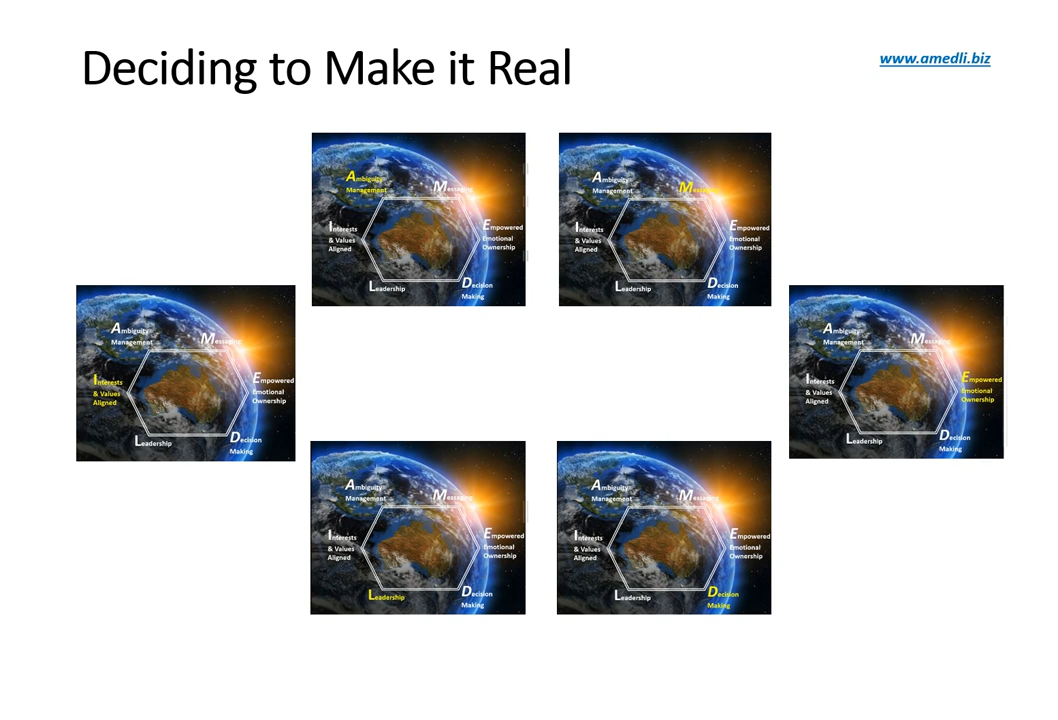 Deciding to Make it Real
www.amedli.biz
Ambiguity
Management
Messaging
Interests
& Values
Aligned
Empowered
Emotional
Ownership
Leadership
Decision
Making
Ambiguity
Management
Messaging
Interests
& Values
Aligned
Empowered
Emotional
Ownership
Leadership
Decision
Making
Ambiguity
Management
Messaging
Interests
& Values
Aligned
Empowered
Emotional
Ownership
Leadership
Decision
Making
Ambiguity
Management
Messaging
Interests
& Values
Aligned
Empowered
Emotional
Ownership
Leadership
Decision
Making
Ambiguity
Management
Messaging
Interests
& Values
Aligned
Empowered
Emotional
Ownership
Leadership
Decision
Making
Ambiguity
Management
Messaging
Interests
& Values
Aligned
Empowered
Emotional
Ownership
Leadership
Decision
Making